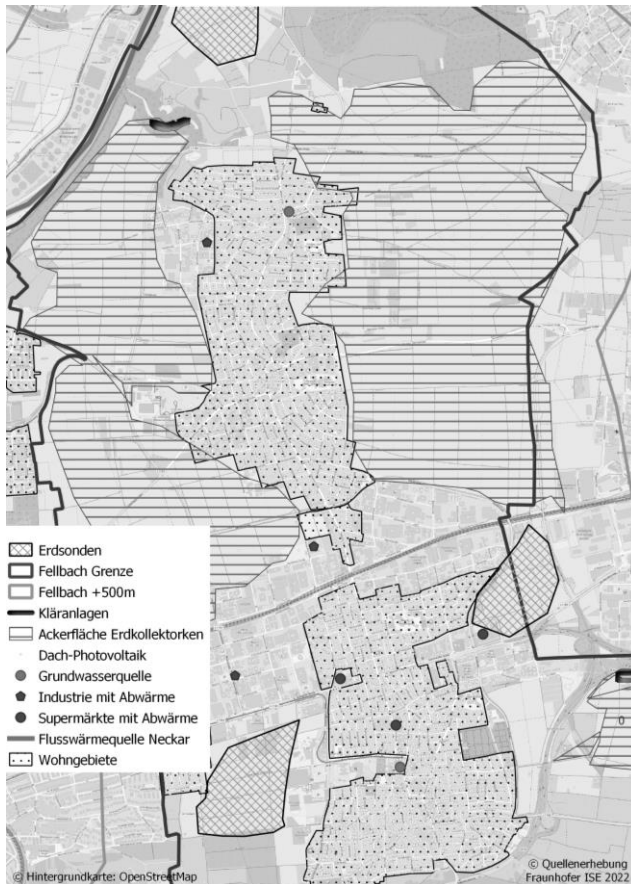 Erdsonden
Fellbach Grenze
Fellbach +500m
Kläranlagen
Ackerfläche Erdkollektorken
Dach-Photovoltaik
Grundwasserquelle
Industrie mit Abwärme
Supermärkte mit Abwärme
Flusswärmequelle Neckar
Wohngebiete
0
© Hintergrundkarte: OpenStreetMap
© Quellenerhebung
Fraunhofer ISE 2022